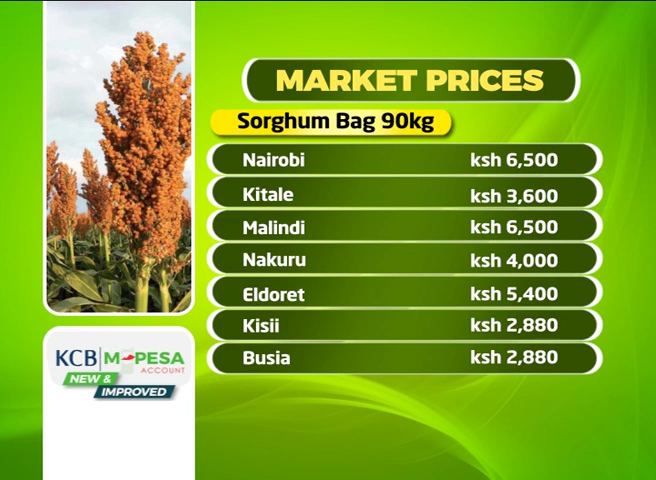 MARKET PRICES
Sorghum Bag 90kg
Nairobi ksh 6,500
Kitale ksh 3,600
Malindi ksh 6,500
Nakuru ksh 4,000
Eldoret ksh 5,400
Kisii ksh 2,880
Busia ksh 2,880
KCB M-PESA
ACCOUNT
NEW &
IMPROVED